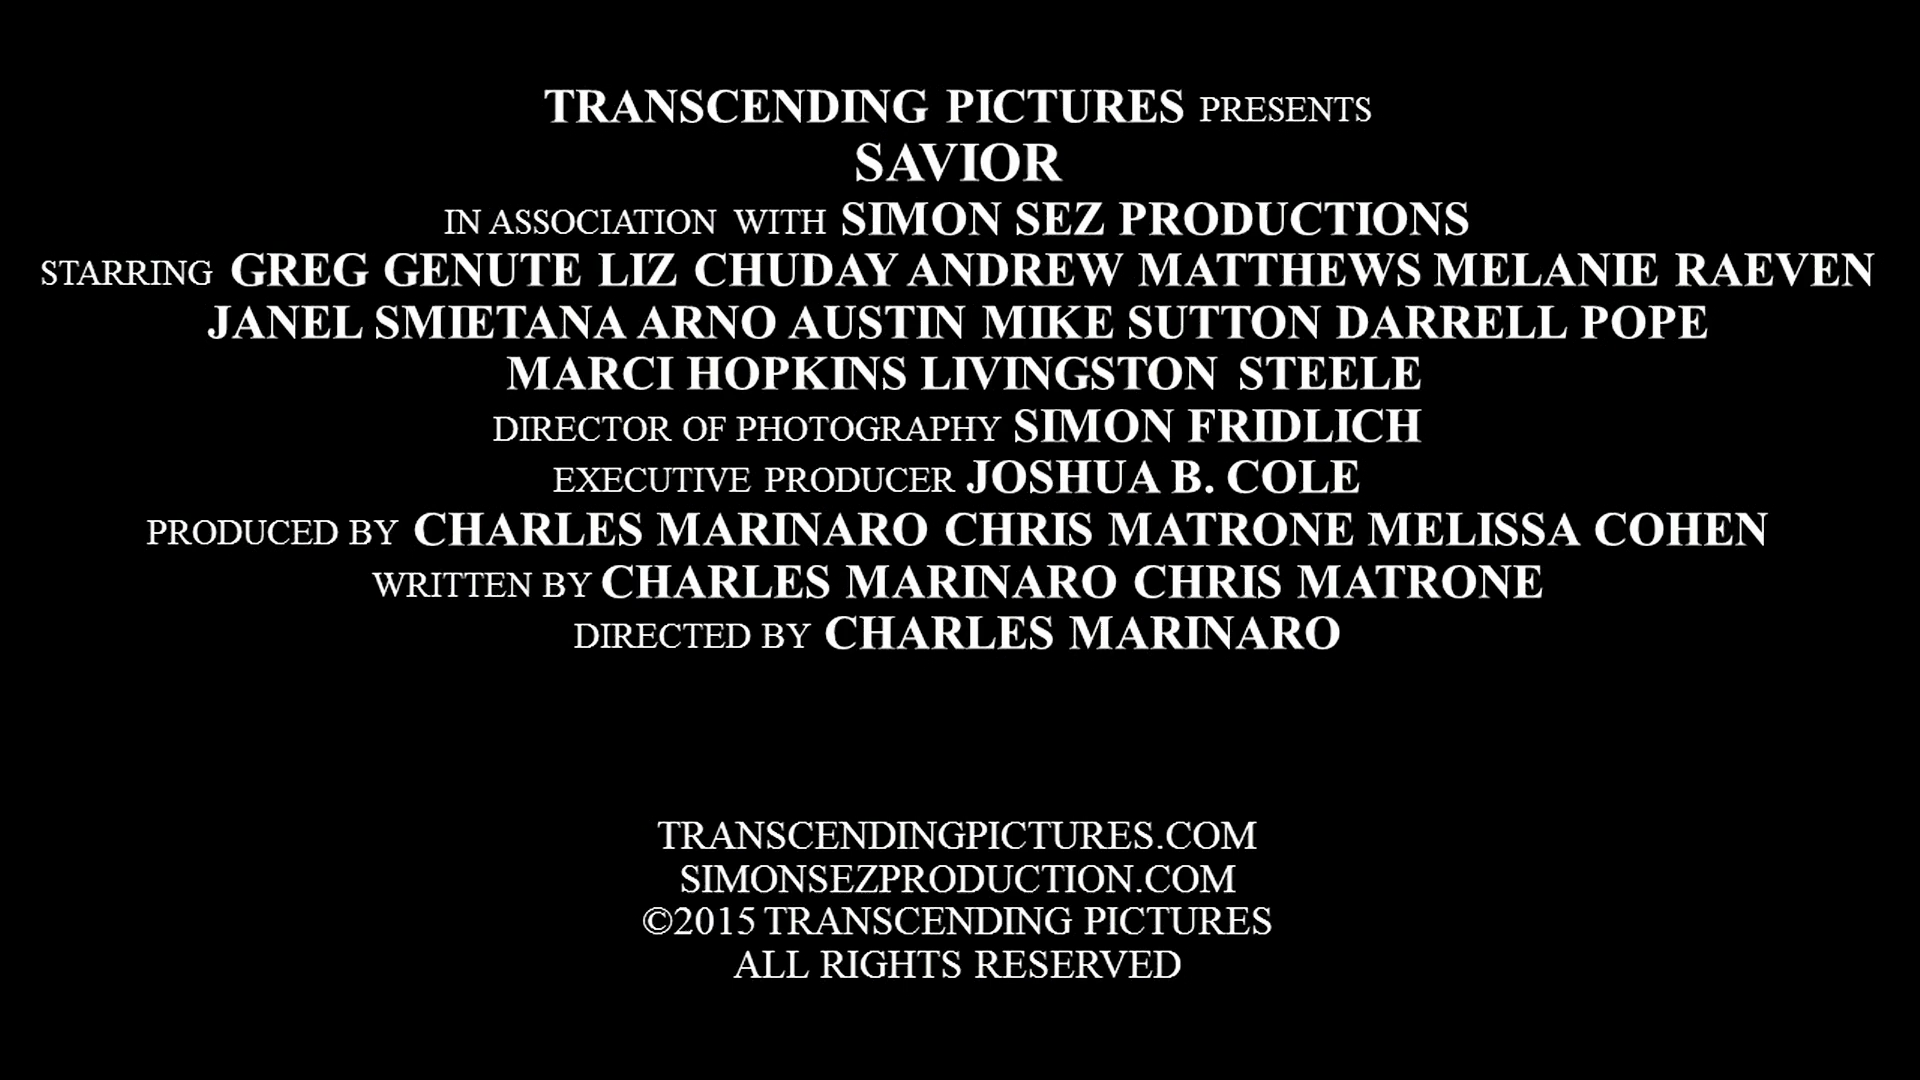 TRANSCENDING PICTURES PRESENTS
SAVIOR
IN ASSOCIATION WITH SIMON SEZ PRODUCTIONS
STARRING GREG GENUTE LIZ CHUDAY ANDREW MATTHEWS MELANIE RAEVEN
JANEL SMIETANA ARNO AUSTIN MIKE SUTTON DARRELL POPE
MARCI HOPKINS LIVINGSTON STEELE
DIRECTOR OF PHOTOGRAPHY SIMON FRIDLICH
EXECUTIVE PRODUCER JOSHUA B. COLE
PRODUCED BY CHARLES MARINARO CHRIS MATRONE MELISSA COHEN
WRITTEN BY CHARLES MARINARO CHRIS MATRONE
DIRECTED BY CHARLES MARINARO
TRANSCENDINGPICTURES.COM
SIMONSEZPRODUCTION.COM
©2015 TRANSCENDING PICTURES
ALL RIGHTS RESERVED